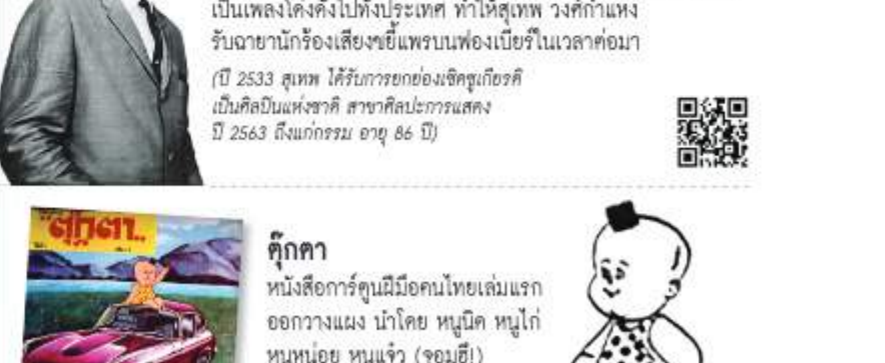 เป็นเพลงโด่งดังไปทั้งประเทศ ทำให้สุเทพ วงศ์กำแหง
รับฉายานักร้องเสียงขยี้แพรบนฟองเบียร์ในเวลาต่อมา
(ปี 2533 สุเทพ ได้รับการยกย่องเชิดชูเกียรติ
เป็นศิลปินแห่งชาติ สาขาศิลปะการแสดง
ปี 2563 ถึงแก่กรรม อายุ 86 ปี)
ตุ๊กตา
ตุ๊กตา
หนังสือการ์ตูนฝีมือคนไทยเล่มแรก
ออกวางแผง นำโดย หนูนิด หนูไก่
หนูหน่อย หนูแจ๋ว (จอมฮี!)